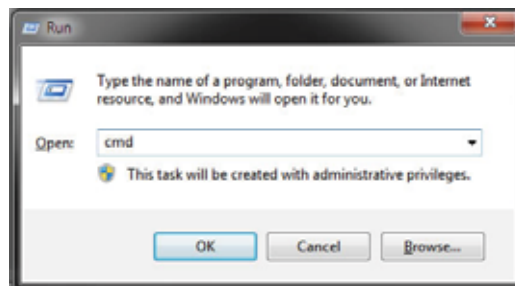 Run
Type the name of a program, folder, document, or Internet
resource, and Windows will open it for you.
Open: cmd
This task will be created with administrative privileges.
OK Cancel Browse...